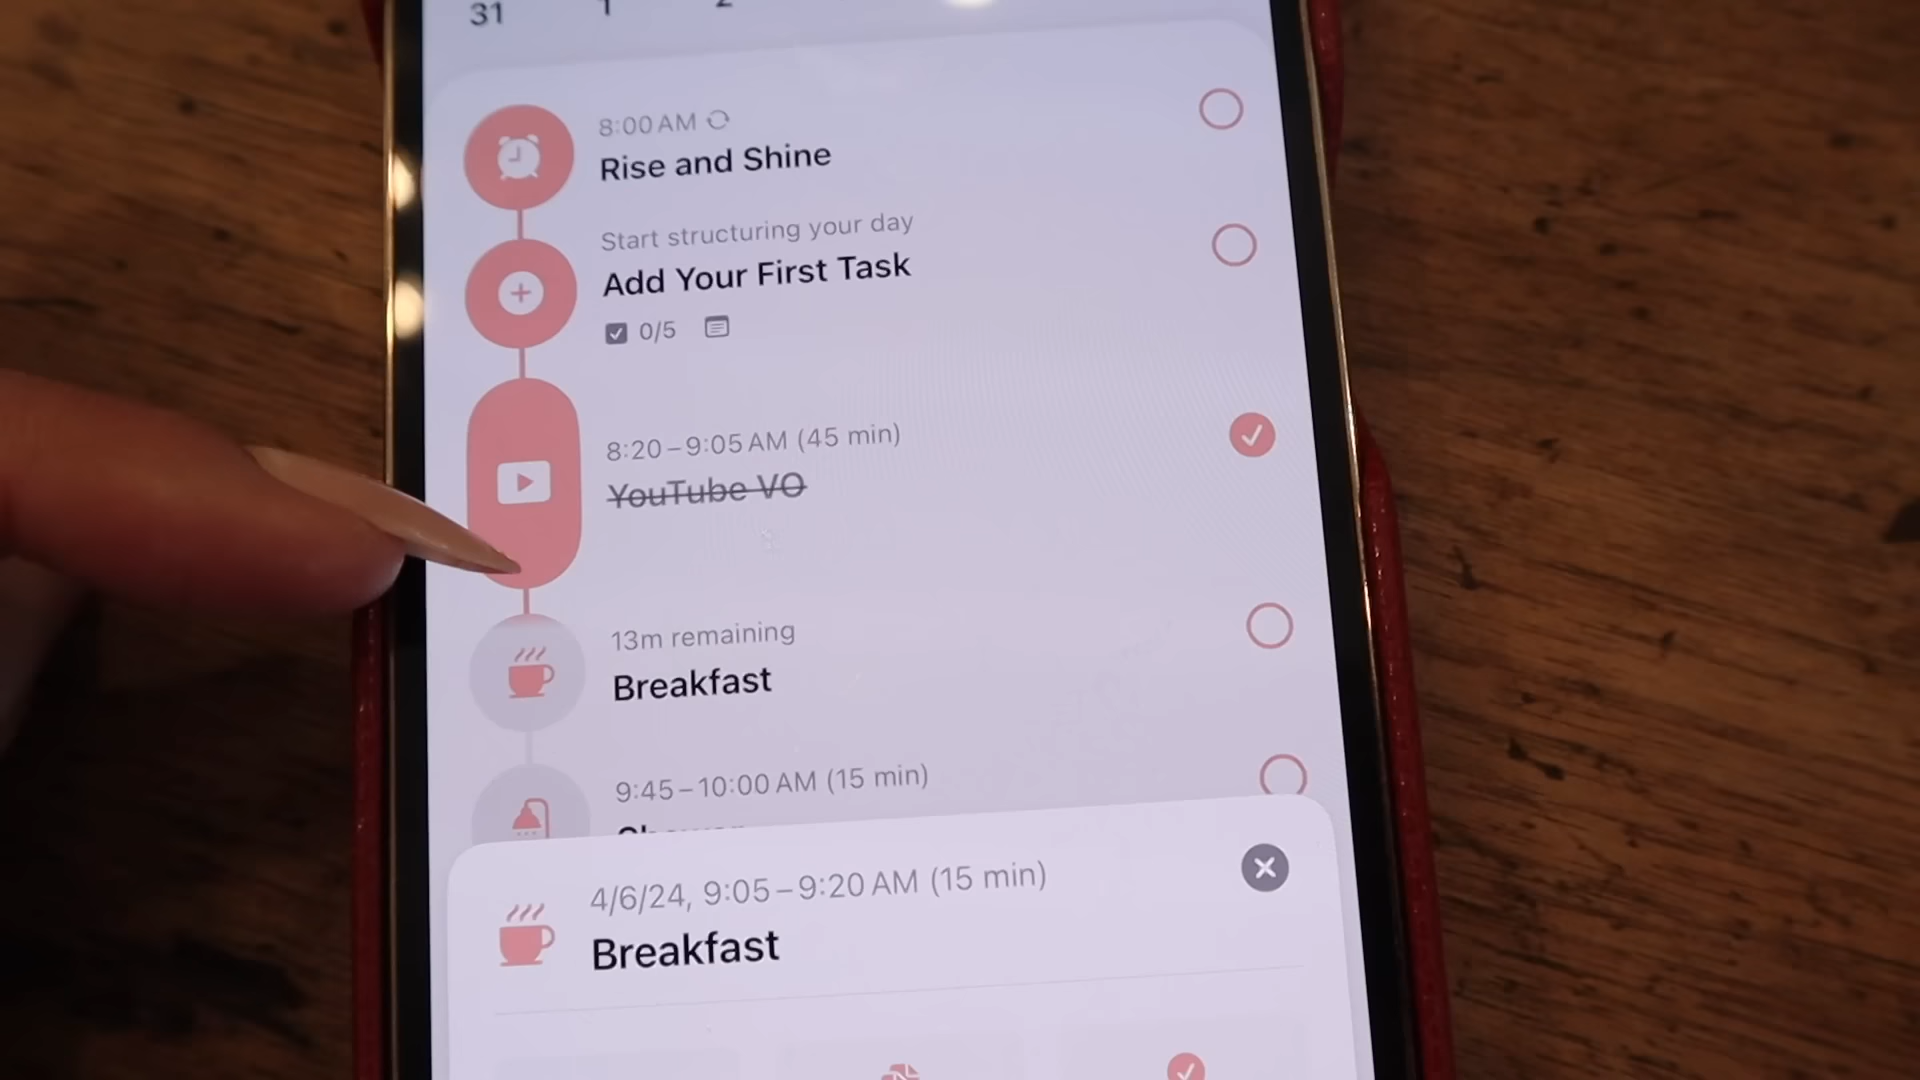 31 1 2
8:00 AM
Rise and Shine
Start structuring your day
Add Your First Task
0/5
8:20–9:05 AM (45 min)
YouTube VO
13m remaining
Breakfast
9:45–10:00 AM (15 min)
4/6/24, 9:05–9:20 AM (15 min)
Breakfast